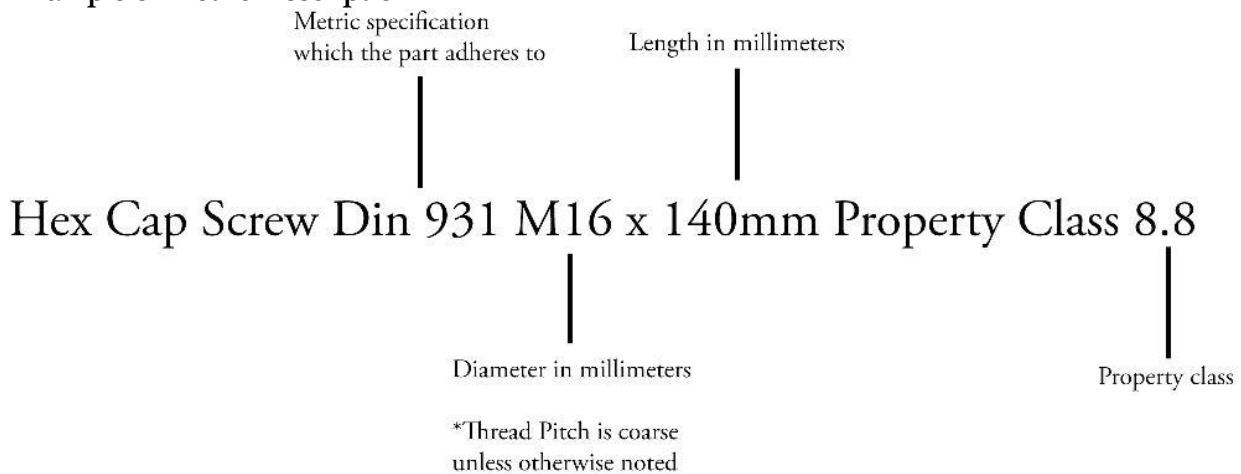 Metric specification
which the part adheres to
Length in millimeters
Hex Cap Screw Din 931 M16 x 140mm Property Class 8.8
Diameter in millimeters
Property class
*Thread Pitch is coarse
unless otherwise noted